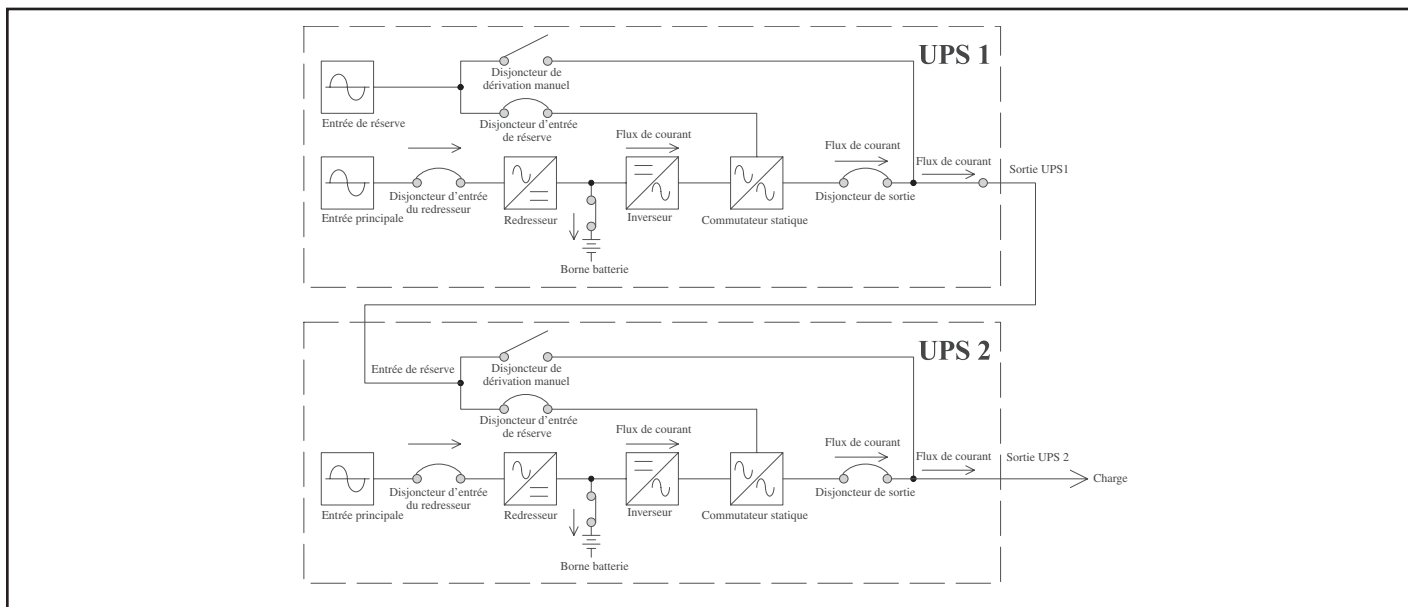 UPS 1
Disjoncteur de
dérivation manuel
Entrée de réserve
Disjoncteur d’entrée
de reserve
Flux de courant
Flux de courant
Flux de courant
Sortie UPS1
Entrée principale
Disjoncteur d’entrée
du redresseur
Redresseur
Inverseur
Commutateur statique
Disjoncteur de sortie
Borne batterie
UPS 2
Entrée de réserve
Disjoncteur de
dérivation manuel
Disjoncteur d’entrée
de réserve
Flux de courant
Flux de courant
Flux de courant
Sortie UPS 2
Charge
Entrée principale
Disjoncteur d’entrée
du redresseur
Redresseur
Inverseur
Commutateur statique
Disjoncteur de sortie
Borne batterie